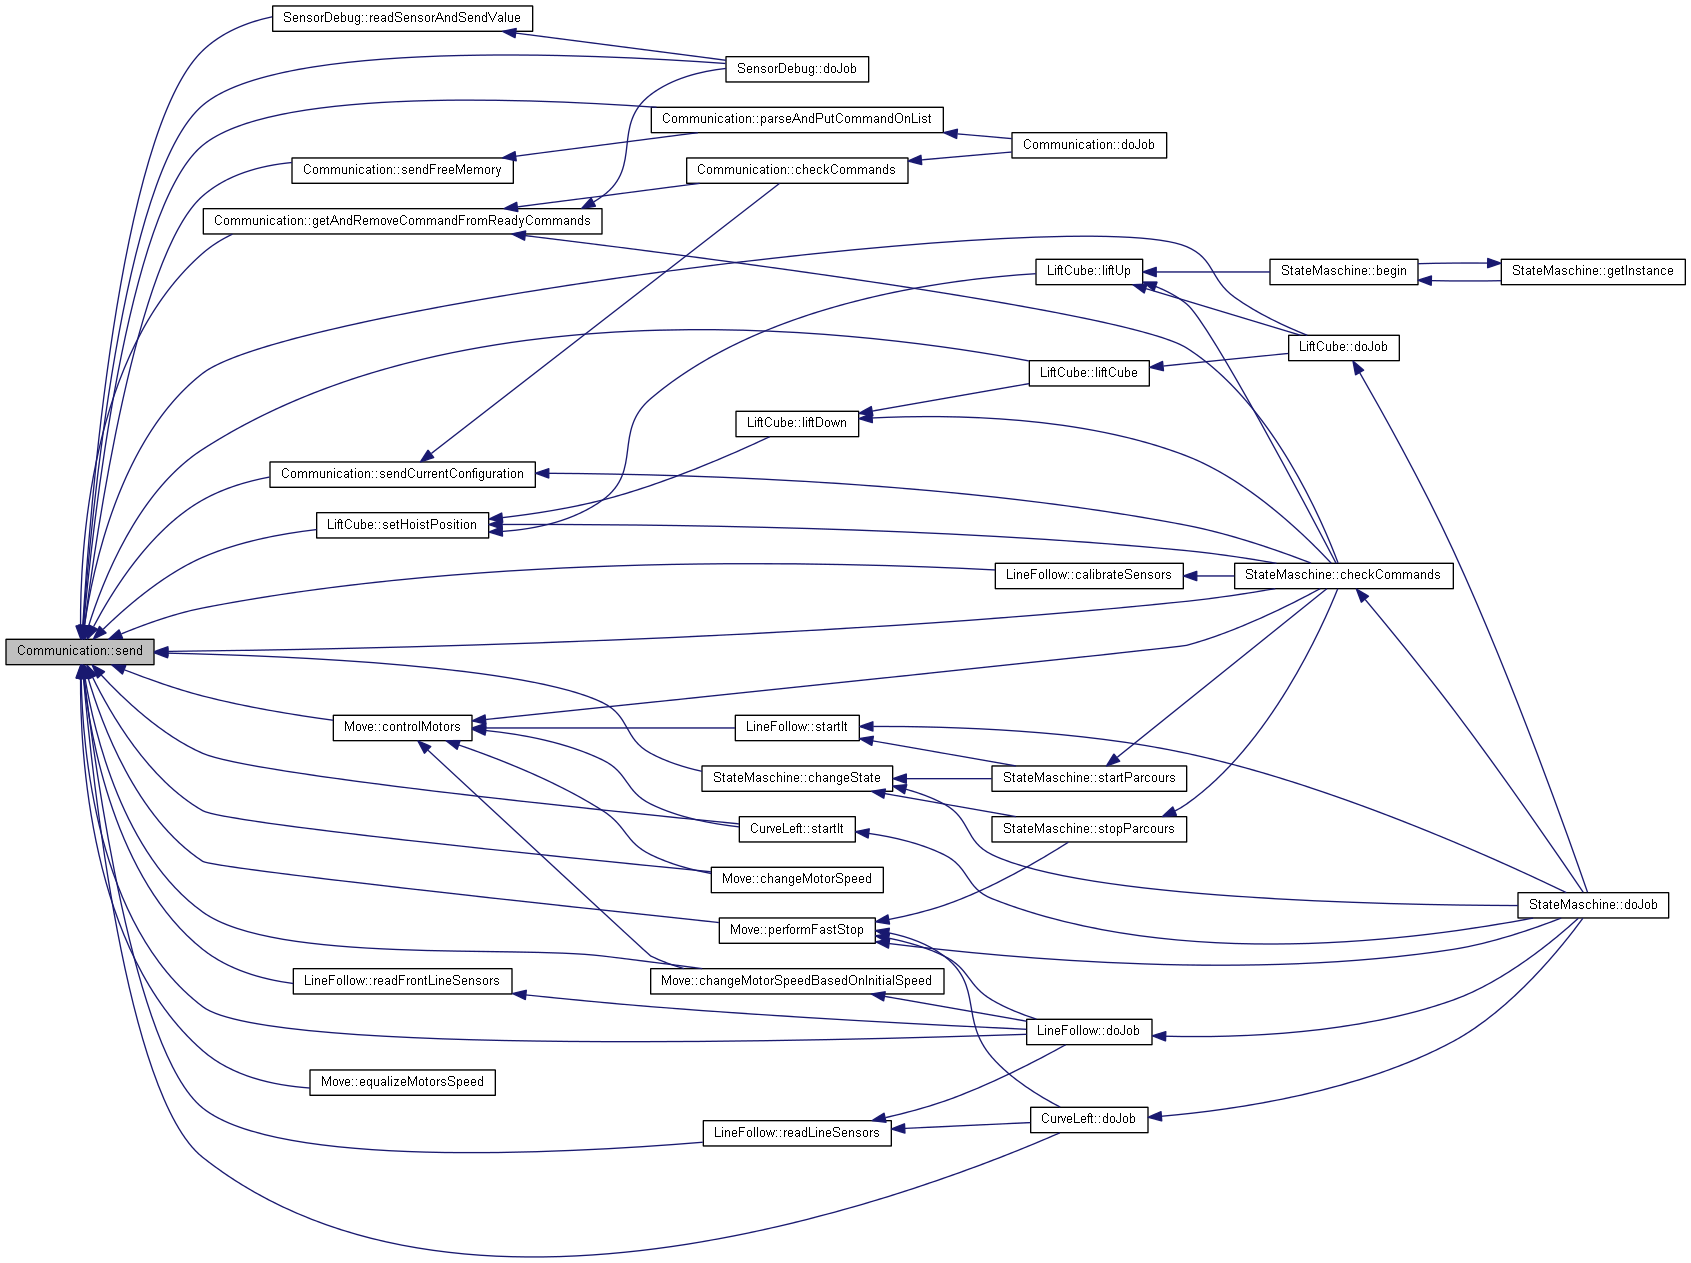 SensorDebug::readSensorAndSendValue
SensorDebug::doJob
Communication::parseAndPutCommandOnList
Communication::doJob
Communication::sendFreeMemory
Communication::checkCommands
Communication::getAndRemoveCommandFromReadyCommands
LiftCube::liftUp
StateMaschine::begin
StateMaschine::getInstance
LiftCube::doJob
LiftCube::liftCube
LiftCube::liftDown
Communication::sendCurrentConfiguration
LiftCube::setHoistPosition
LineFollow::calibrateSensors
StateMaschine::checkCommands
Communication::send
Move::controlMotors
LineFollow::startIt
StateMaschine::changeState
StateMaschine::startParcours
CurveLeft::startIt
StateMaschine::stopParcours
Move::changeMotorSpeed
StateMaschine::doJob
Move::performFastStop
LineFollow::readFrontLineSensors
Move::changeMotorSpeedBasedOnInitialSpeed
LineFollow::doJob
Move::equalizeMotorsSpeed
CurveLeft::doJob
LineFollow::readLineSensors